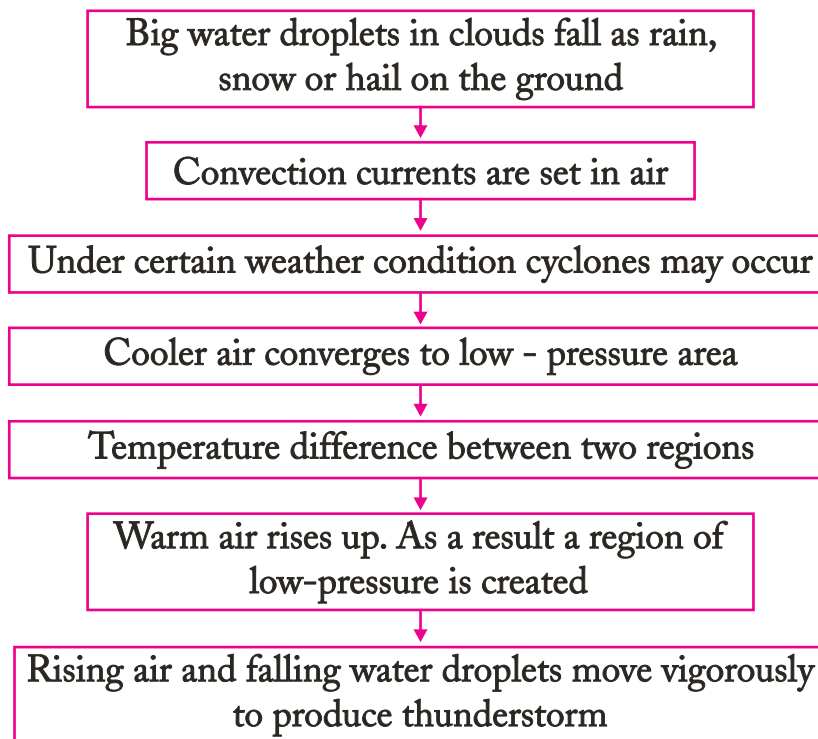 Big water droplets in clouds fall as rain,
snow or hail on the ground
Convection currents are set in air
Under certain weather condition cyclones may occur
Cooler air converges to low - pressure area
Temperature difference between two regions
Warm air rises up. As a result a region of
low-pressure is created
Rising air and falling water droplets move vigorously
to produce thunderstorm